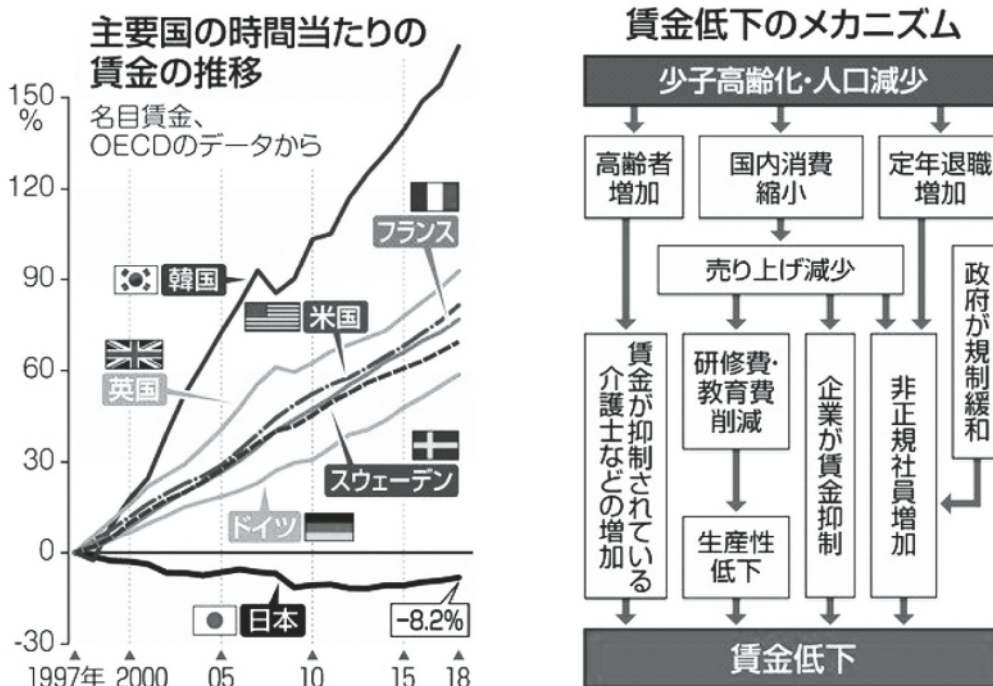 主要国の時間当たりの
賃金の推移
名目賃金、
OECDのデータから
150
%
120
90
60
30
0
-30
韓国
フランス
米国
英国
スウェーデン
ドイツ
日本
-8.2%
1997年 2000 05 10 15 18
賃金低下のメカニズム
少子高齢化・人口減少
高齢者
増加
国内消費
縮小
定年退職
増加
売り上げ減少
政府が規制緩和
賃金が抑制されている
介護士などの増加
研修費・
教育費
削減
企業が賃金抑制
非正規社員増加
生産性
低下
賃金低下